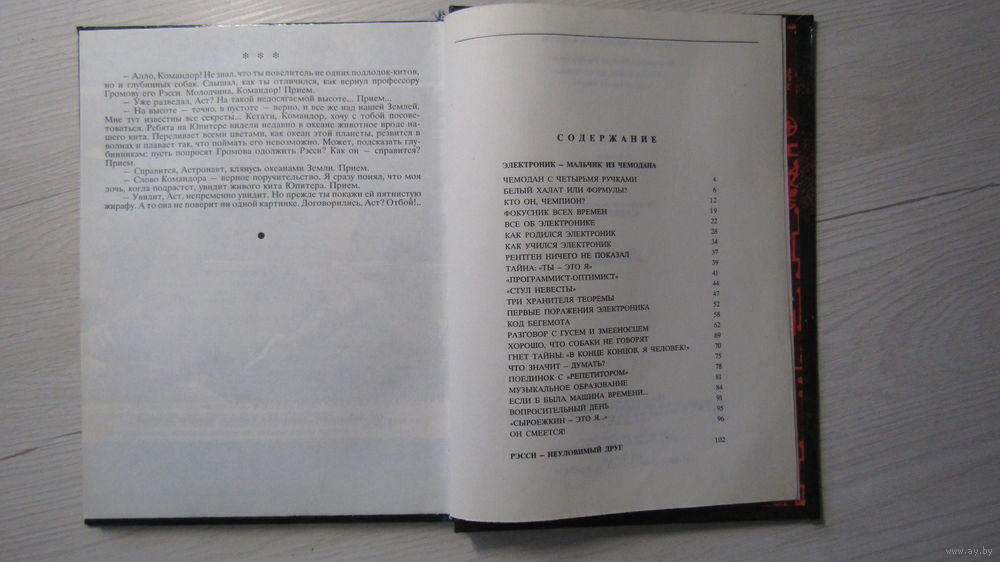 * * *
— Алло, Командор! Не знал, что ты повелитель не одних подлодок-китов,
но и глубинных собак. Слышал, как ты отличился, как вернул профессору
Громову его Рэсси. Молодчина, Командор! Прием.
— Уже разведал, Аст? На такой недосягаемой высоте... Прием...
— На высоте — точно, в пустоте — верно, и все же над нашей Землей.
Мне тут известны все секреты... Кстати, Командор, хочу с тобой посове-
товаться. Ребята на Юпитере видели недавно в океане животное вроде на-
шего кита. Переливает всеми цветами, как океан этой планеты, резвится в
волнах и плавает так, что поймать его невозможно. Может, подсказать глу-
бинникам: пусть попросят Громова одолжить Рэсси? Как он — справится?
Прием.
— Справится, Астронавт, клянусь океанами Земли. Прием.
— Слово Командора — верное поручительство. Я сразу понял, что моя
дочь, когда подрастет, увидит живого кита Юпитера. Прием.
— Увидит, Аст, непременно увидит. Но прежде ты покажи ей пятнистую
жирафу. А то она не поверит ни одной картинке. Договорились, Аст? Отбой!..
СОДЕРЖАНИЕ
ЭЛЕКТРОНИК — МАЛЬЧИК ИЗ ЧЕМОДАНА
ЧЕМОДАН С ЧЕТЫРЬМЯ РУЧКАМИ 4
БЕЛЫЙ ХАЛАТ ИЛИ ФОРМУЛЫ? 6
КТО ОН, ЧЕМПИОН? 12
ФОКУСНИК ВСЕХ ВРЕМЕН 19
ВСЕ ОБ ЭЛЕКТРОНИКЕ 22
КАК РОДИЛСЯ ЭЛЕКТРОНИК 28
КАК УЧИЛСЯ ЭЛЕКТРОНИК 34
РЕНТГЕН НИЧЕГО НЕ ПОКАЗАЛ 37
ТАЙНА: «ТЫ — ЭТО Я» 39
«ПРОГРАММИСТ-ОПТИМИСТ» 41
«СТУЛ НЕВЕСТЫ» 44
ТРИ ХРАНИТЕЛЯ ТЕОРЕМЫ 47
ПЕРВЫЕ ПОРАЖЕНИЯ ЭЛЕКТРОНИКА 52
КОД БЕГЕМОТА 58
РАЗГОВОР С ГУСЕМ И ЗМЕЕНОСЦЕМ 62
ХОРОШО, ЧТО СОБАКИ НЕ ГОВОРЯТ 69
ГНЕТ ТАЙНЫ: «В КОНЦЕ КОНЦОВ, Я ЧЕЛОВЕК!» 70
ЧТО ЗНАЧИТ — ДУМАТЬ? 75
ПОЕДИНОК С «РЕПЕТИТОРОМ» 78
МУЗЫКАЛЬНОЕ ОБРАЗОВАНИЕ 81
ЕСЛИ Б БЫЛА МАШИНА ВРЕМЕНИ... 84
ВОПРОСИТЕЛЬНЫЙ ДЕНЬ 91
«СЫРОЕЖКИН — ЭТО Я...» 95
ОН СМЕЕТСЯ! 96
РЭССИ — НЕУЛОВИМЫЙ ДРУГ 102
www.ay.by